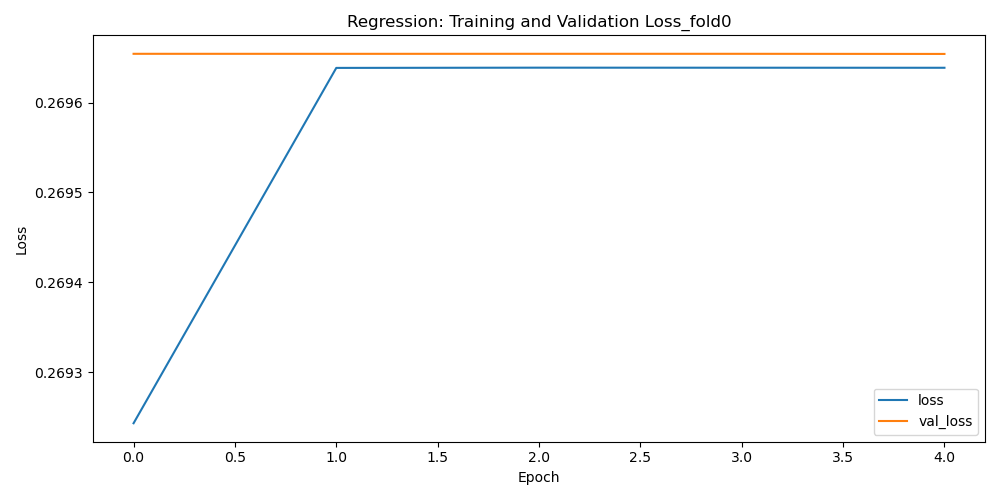 Regression: Training and Validation Loss_fold0
0.2696
0.2695
0.2694
0.2693
Loss
loss
val_loss
0.0 0.5 1.0 1.5 2.0 2.5 3.0 3.5 4.0
Epoch